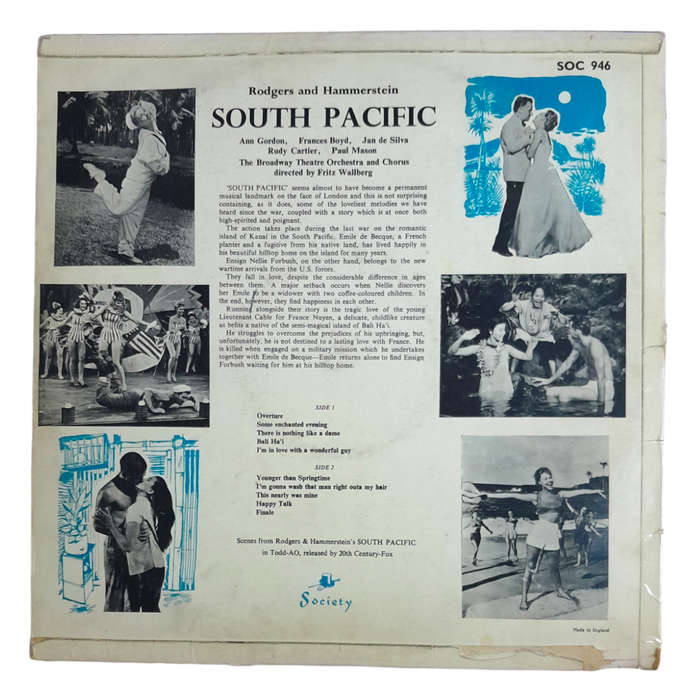 SOC 946
Rodgers and Hammerstein
SOUTH PACIFIC
Ann Gordon, Frances Boyd, Jan de Silva
Rudy Cartier, Paul Mason
The Broadway Theatre Orchestra and Chorus
directed by Fritz Wallberg
'SOUTH PACIFIC' seems almost to have become a permanent
musical landmark on the face of London and this is not surprising
containing, as it does, some of the loveliest melodies we have
heard since the war, coupled with a story which is at once both
high-spirited and poignant.
The action takes place during the last war on the romantic
island of Kanai in the South Pacific. Emile de Becque, a French
planter and a fugitive from his native land, has lived happily in
his beautiful hilltop home on the island for many years.
Ensign Nellie Forbush, on the other hand, belongs to the new
wartime arrivals from the U.S. forces.
They fall in love, despite the considerable difference in ages
between them. A major setback occurs when Nellie discovers
her Emile to be a widower with two coffee-coloured children. In
the end, however, they find happiness in each other.
Running alongside their story is the tragic love of the young
Lieutenant Cable for France Nuyen, a delicate, childlike creature
as befits a native of the semi-magical island of Bali Ha'i.
He struggles to overcome the prejudices of his upbringing, but,
unfortunately, he is not destined to a lasting love with France. He
is killed when engaged on a military mission which he undertakes
together with Emile de Becque—Emile returns alone to find Ensign
Forbush waiting for him at his hilltop home.
SIDE 1
Overture
Some enchanted evening
There is nothing like a dame
Bali Ha'i
I'm in love with a wonderful guy
SIDE 2
Younger than Springtime
I'm gonna wash that man right outa my hair
This nearly was mine
Happy Talk
Finale
Scenes from Rodgers & Hammerstein's SOUTH PACIFIC
in Todd-AO, released by 20th Century-Fox
Society
Made in England